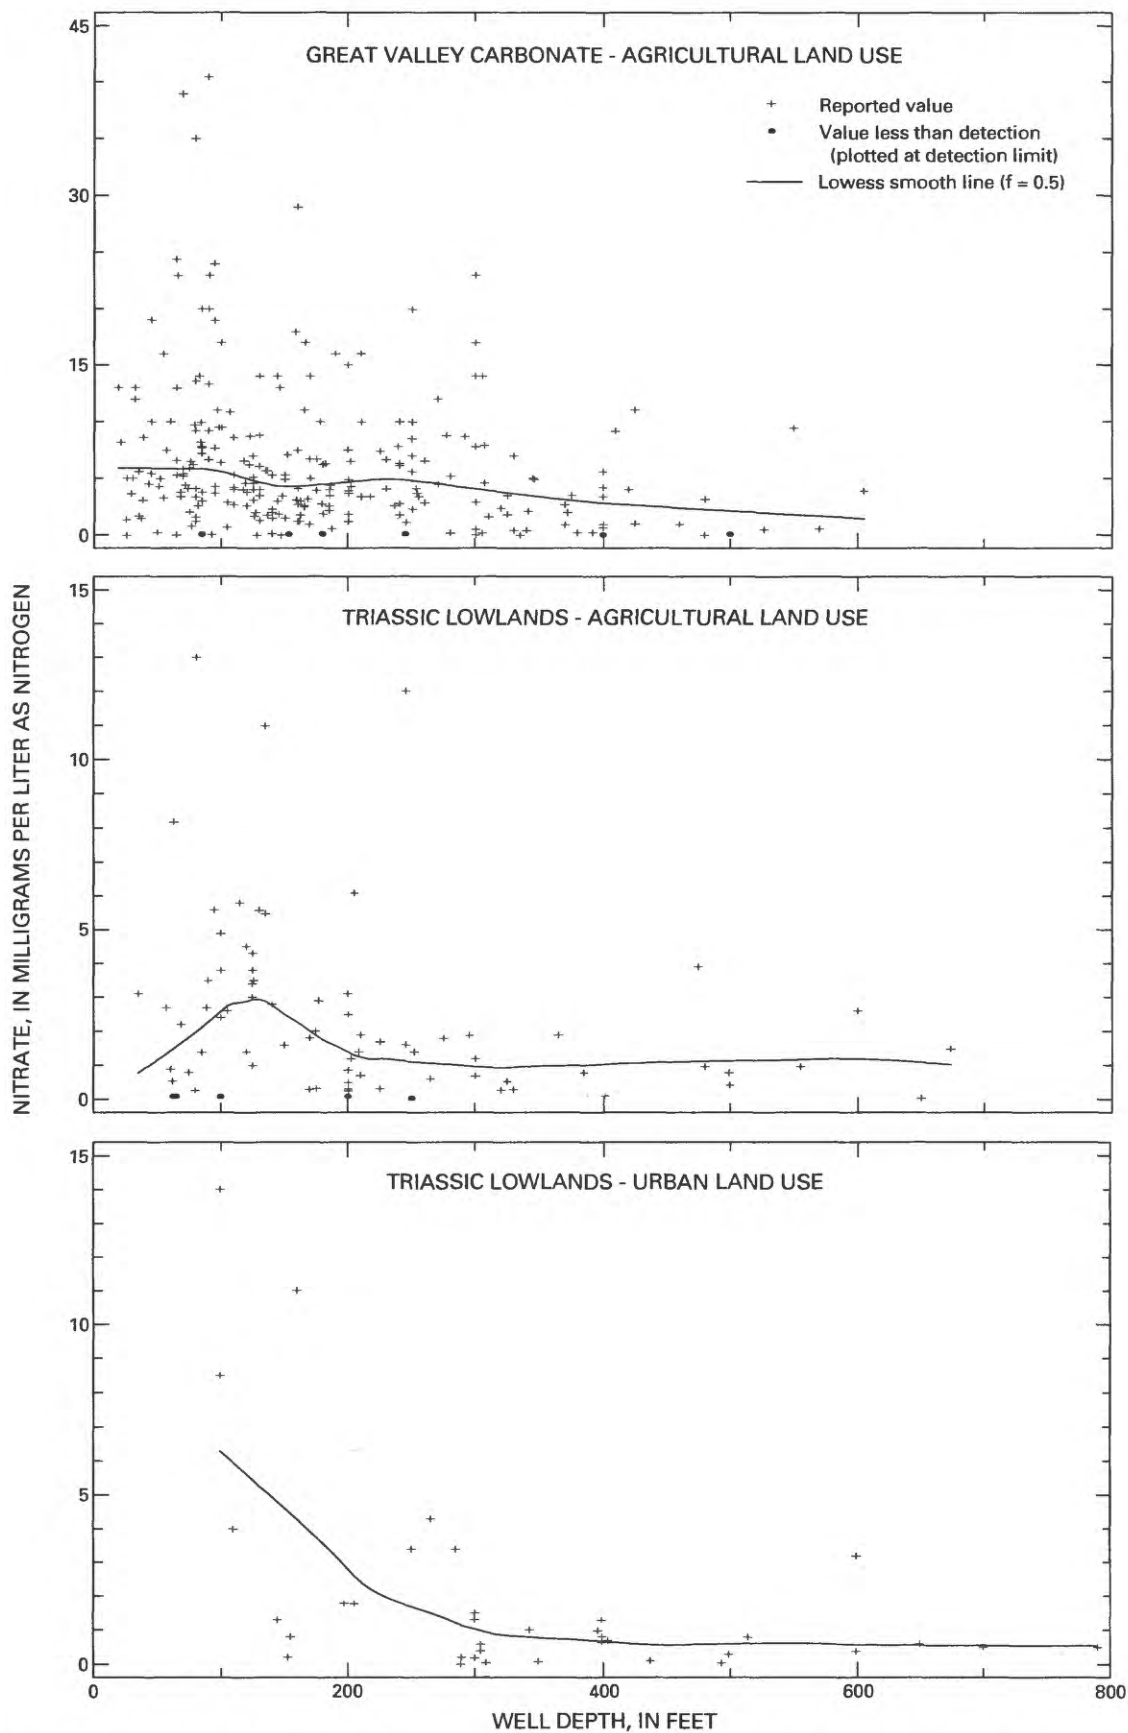 GREAT VALLEY CARBONATE - AGRICULTURAL LAND USE
Reported value
Value less than detection
(plotted at detection limit)
Lowess smooth line (f = 0.5)
45
30
15
0
TRIASSIC LOWLANDS - AGRICULTURAL LAND USE
15
10
5
0
TRIASSIC LOWLANDS - URBAN LAND USE
15
10
5
0
0 200 400 600 800
WELL DEPTH, IN FEET
NITRATE, IN MILLIGRAMS PER LITER AS NITROGEN